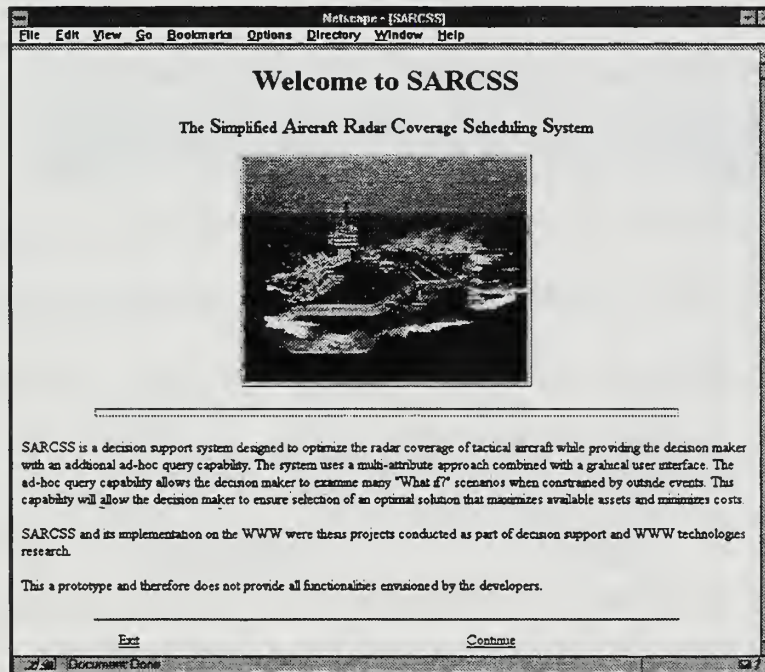 Netscape - [SARCSS]
File Edit View Go Bookmarks Options Directory Window Help
Welcome to SARCSS
The Simplified Aircraft Radar Coverage Scheduling System
SARCSS is a decision support system designed to optimize the radar coverage of tactical aircraft while providing the decision maker
with an addtional ad-hoc query capability. The system uses a multi-attribute approach combined with a grahical user interface. The
ad-hoc query capability allows the decision maker to examine many "What if?" scenarios when constrained by outside events. This
capability will allow the decision maker to ensure selection of an optimal solution that maximizes available assets and minimizes costs.
SARCSS and its implementation on the WWW were thesis projects conducted as part of decision support and WWW technologies
research.
This a prototype and therefore does not provide all functionalities envisioned by the developers.
Exit Continue
Document Done